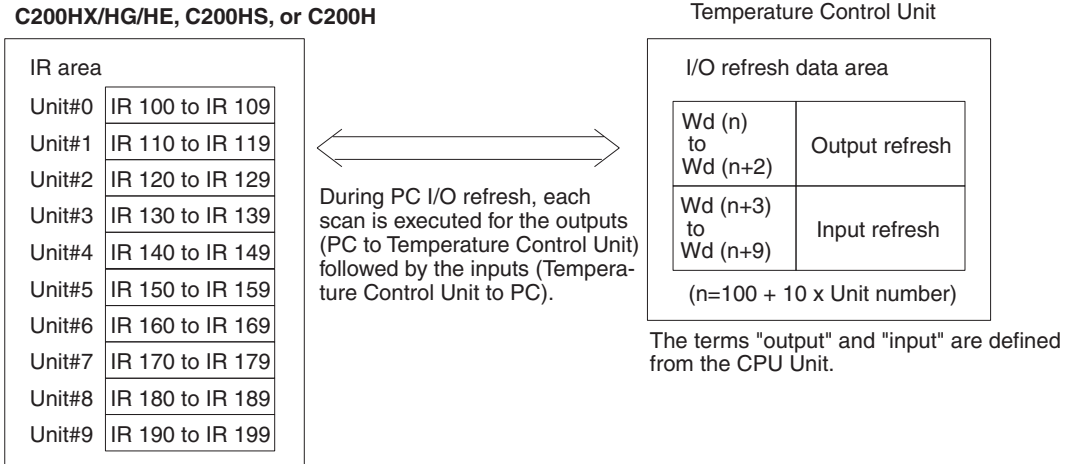 C200HX/HG/HE, C200HS, or C200H
IR area
Unit#0 IR 100 to IR 109
Unit#1 IR 110 to IR 119
Unit#2 IR 120 to IR 129
Unit#3 IR 130 to IR 139
Unit#4 IR 140 to IR 149
Unit#5 IR 150 to IR 159
Unit#6 IR 160 to IR 169
Unit#7 IR 170 to IR 179
Unit#8 IR 180 to IR 189
Unit#9 IR 190 to IR 199
During PC I/O refresh, each
scan is executed for the outputs
(PC to Temperature Control Unit)
followed by the inputs (Tempera-
ture Control Unit to PC).
Temperature Control Unit
I/O refresh data area
Wd (n)
to
Wd (n+2)
Output refresh
Wd (n+3)
to
Wd (n+9)
Input refresh
(n=100 + 10 x Unit number)
The terms "output" and "input" are defined
from the CPU Unit.